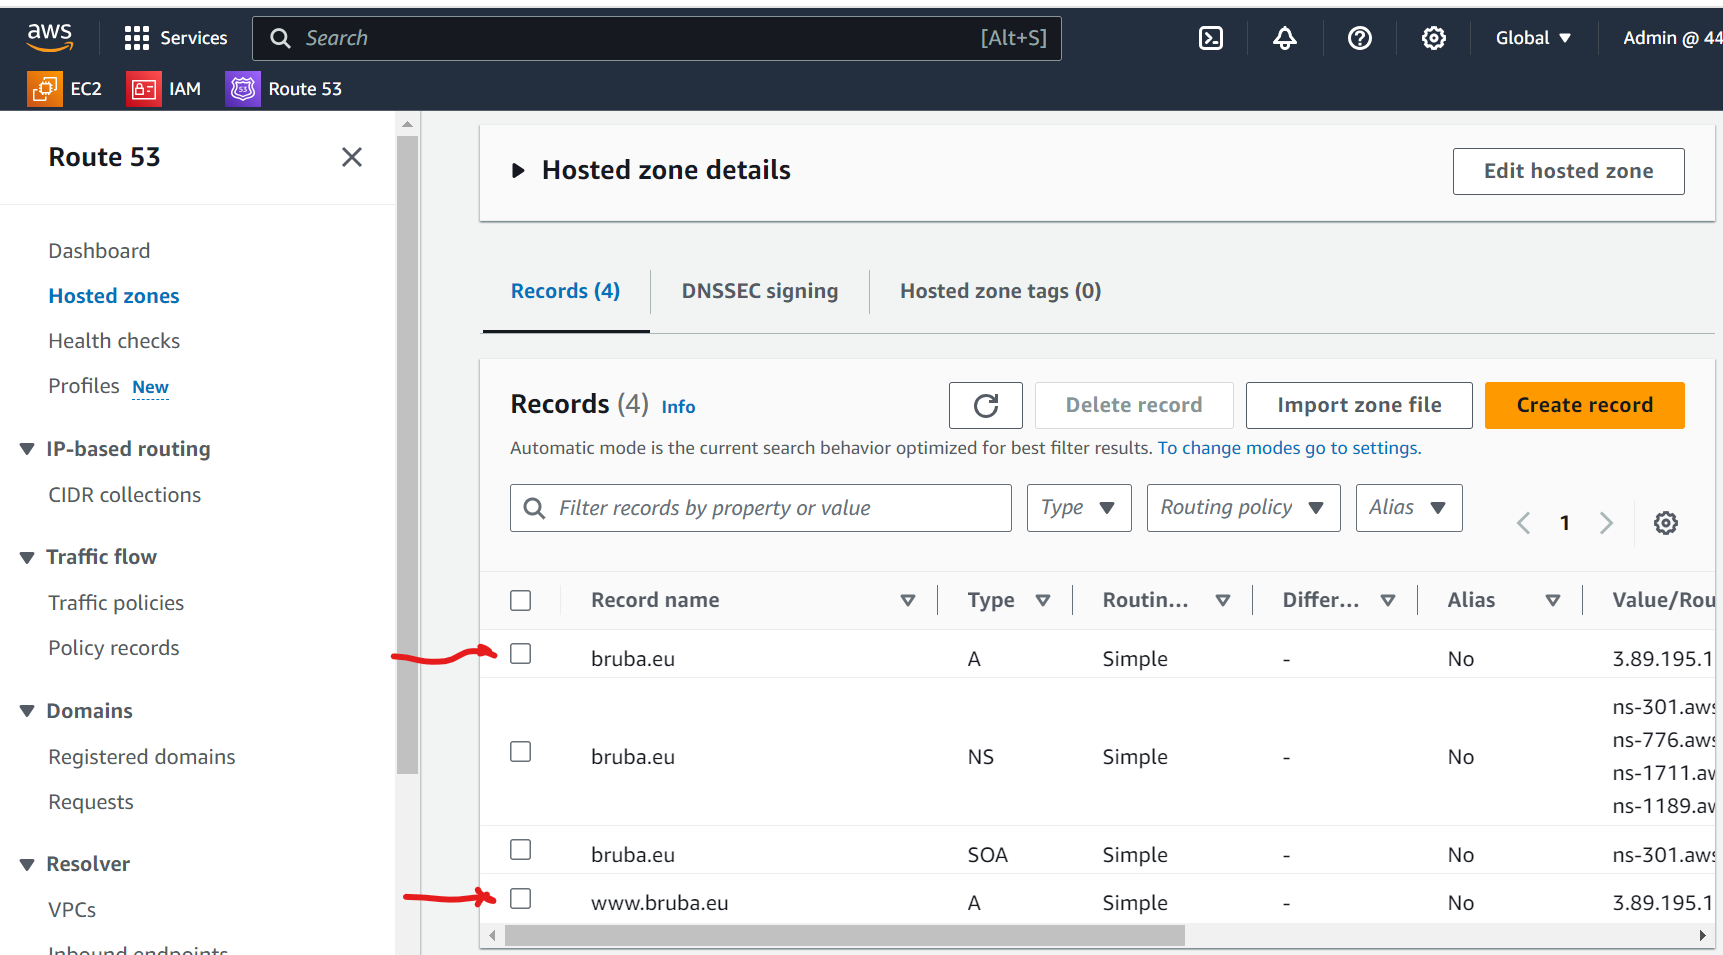 aws Services Search [Alt+S] Global Admin @ 44
EC2 IAM Route 53
Route 53
Dashboard
Hosted zones
Health checks
Profiles New
IP-based routing
CIDR collections
Traffic flow
Traffic policies
Policy records
Domains
Registered domains
Requests
Resolver
VPCs
Inbound endpoints
Hosted zone details Edit hosted zone
Records (4) DNSSEC signing Hosted zone tags (0)
Records (4) Info Delete record Import zone file Create record
Automatic mode is the current search behavior optimized for best filter results. To change modes go to settings.
Filter records by property or value Type Routing policy Alias 1
Record name Type Routin... Differ... Alias Value/Rou
bruba.eu A Simple - No 3.89.195.1
ns-301.aws
ns-776.aws
bruba.eu NS Simple - No
ns-1711.aw
ns-1189.aw
bruba.eu SOA Simple - No ns-301.aws
www.bruba.eu A Simple - No 3.89.195.1